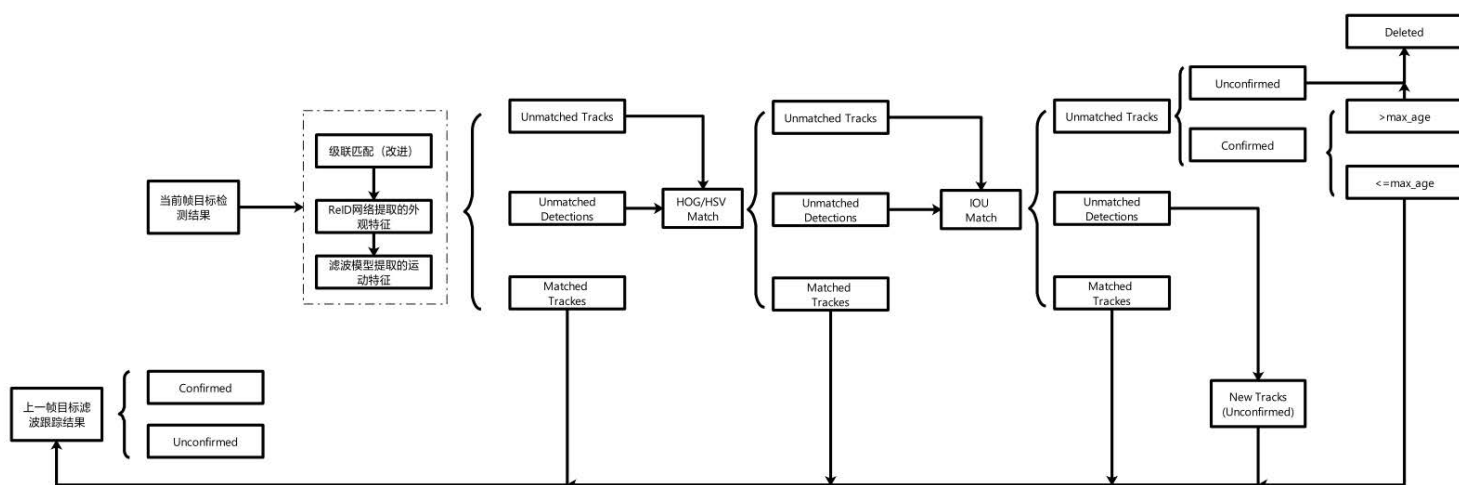 当前帧目标检
测结果
级联匹配（改进）
ReID网络提取的外
观特征
滤波模型提取的运
动特征
Unmatched Tracks
Unmatched
Detections
Matched
Trackes
HOG/HSV
Match
Unmatched Tracks
Unmatched
Detections
Matched
Trackes
IOU
Match
Unmatched Tracks
Unmatched
Detections
Matched
Trackes
Unconfirmed
Confirmed
Deleted
>max_age
<=max_age
New Tracks
(Unconfirmed)
上一帧目标滤
波跟踪结果
Confirmed
Unconfirmed